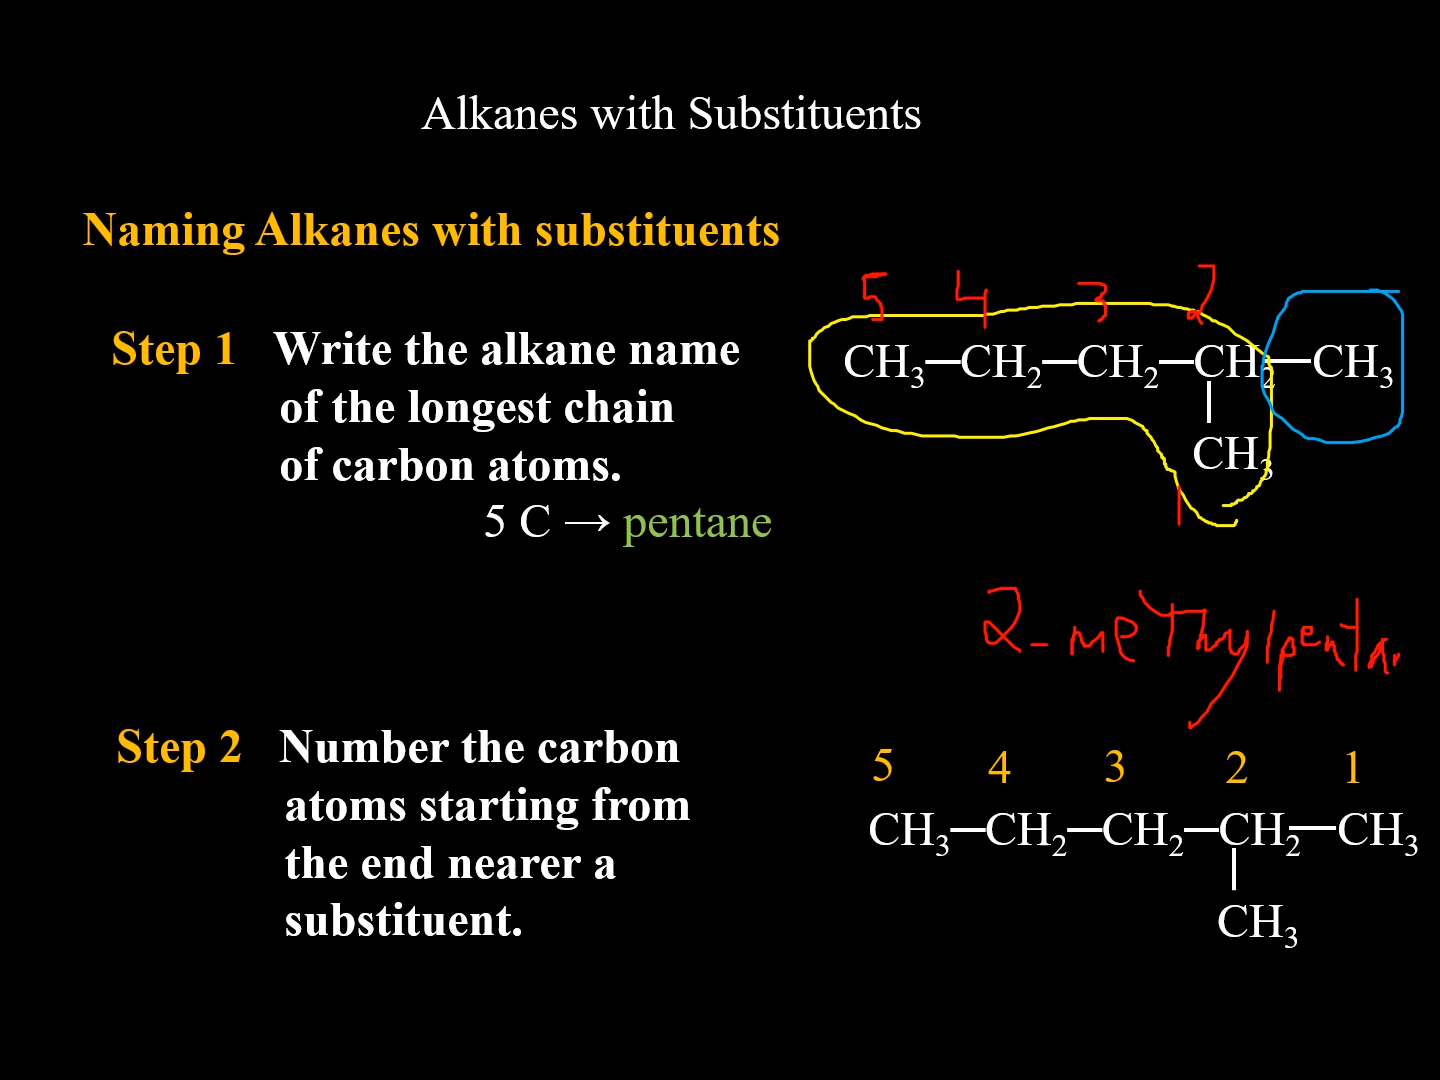 Alkanes with Substituents
Naming Alkanes with substituents
Step 1 Write the alkane name
of the longest chain
of carbon atoms.
5 C → pentane
5 4 3 2
CH₃—CH₂—CH₂—CH₂—CH₃
CH₃
1
2-methylpenta
Step 2 Number the carbon
atoms starting from
the end nearer a
substituent.
5 4 3 2 1
CH₃—CH₂—CH₂—CH₂—CH₃
CH₃